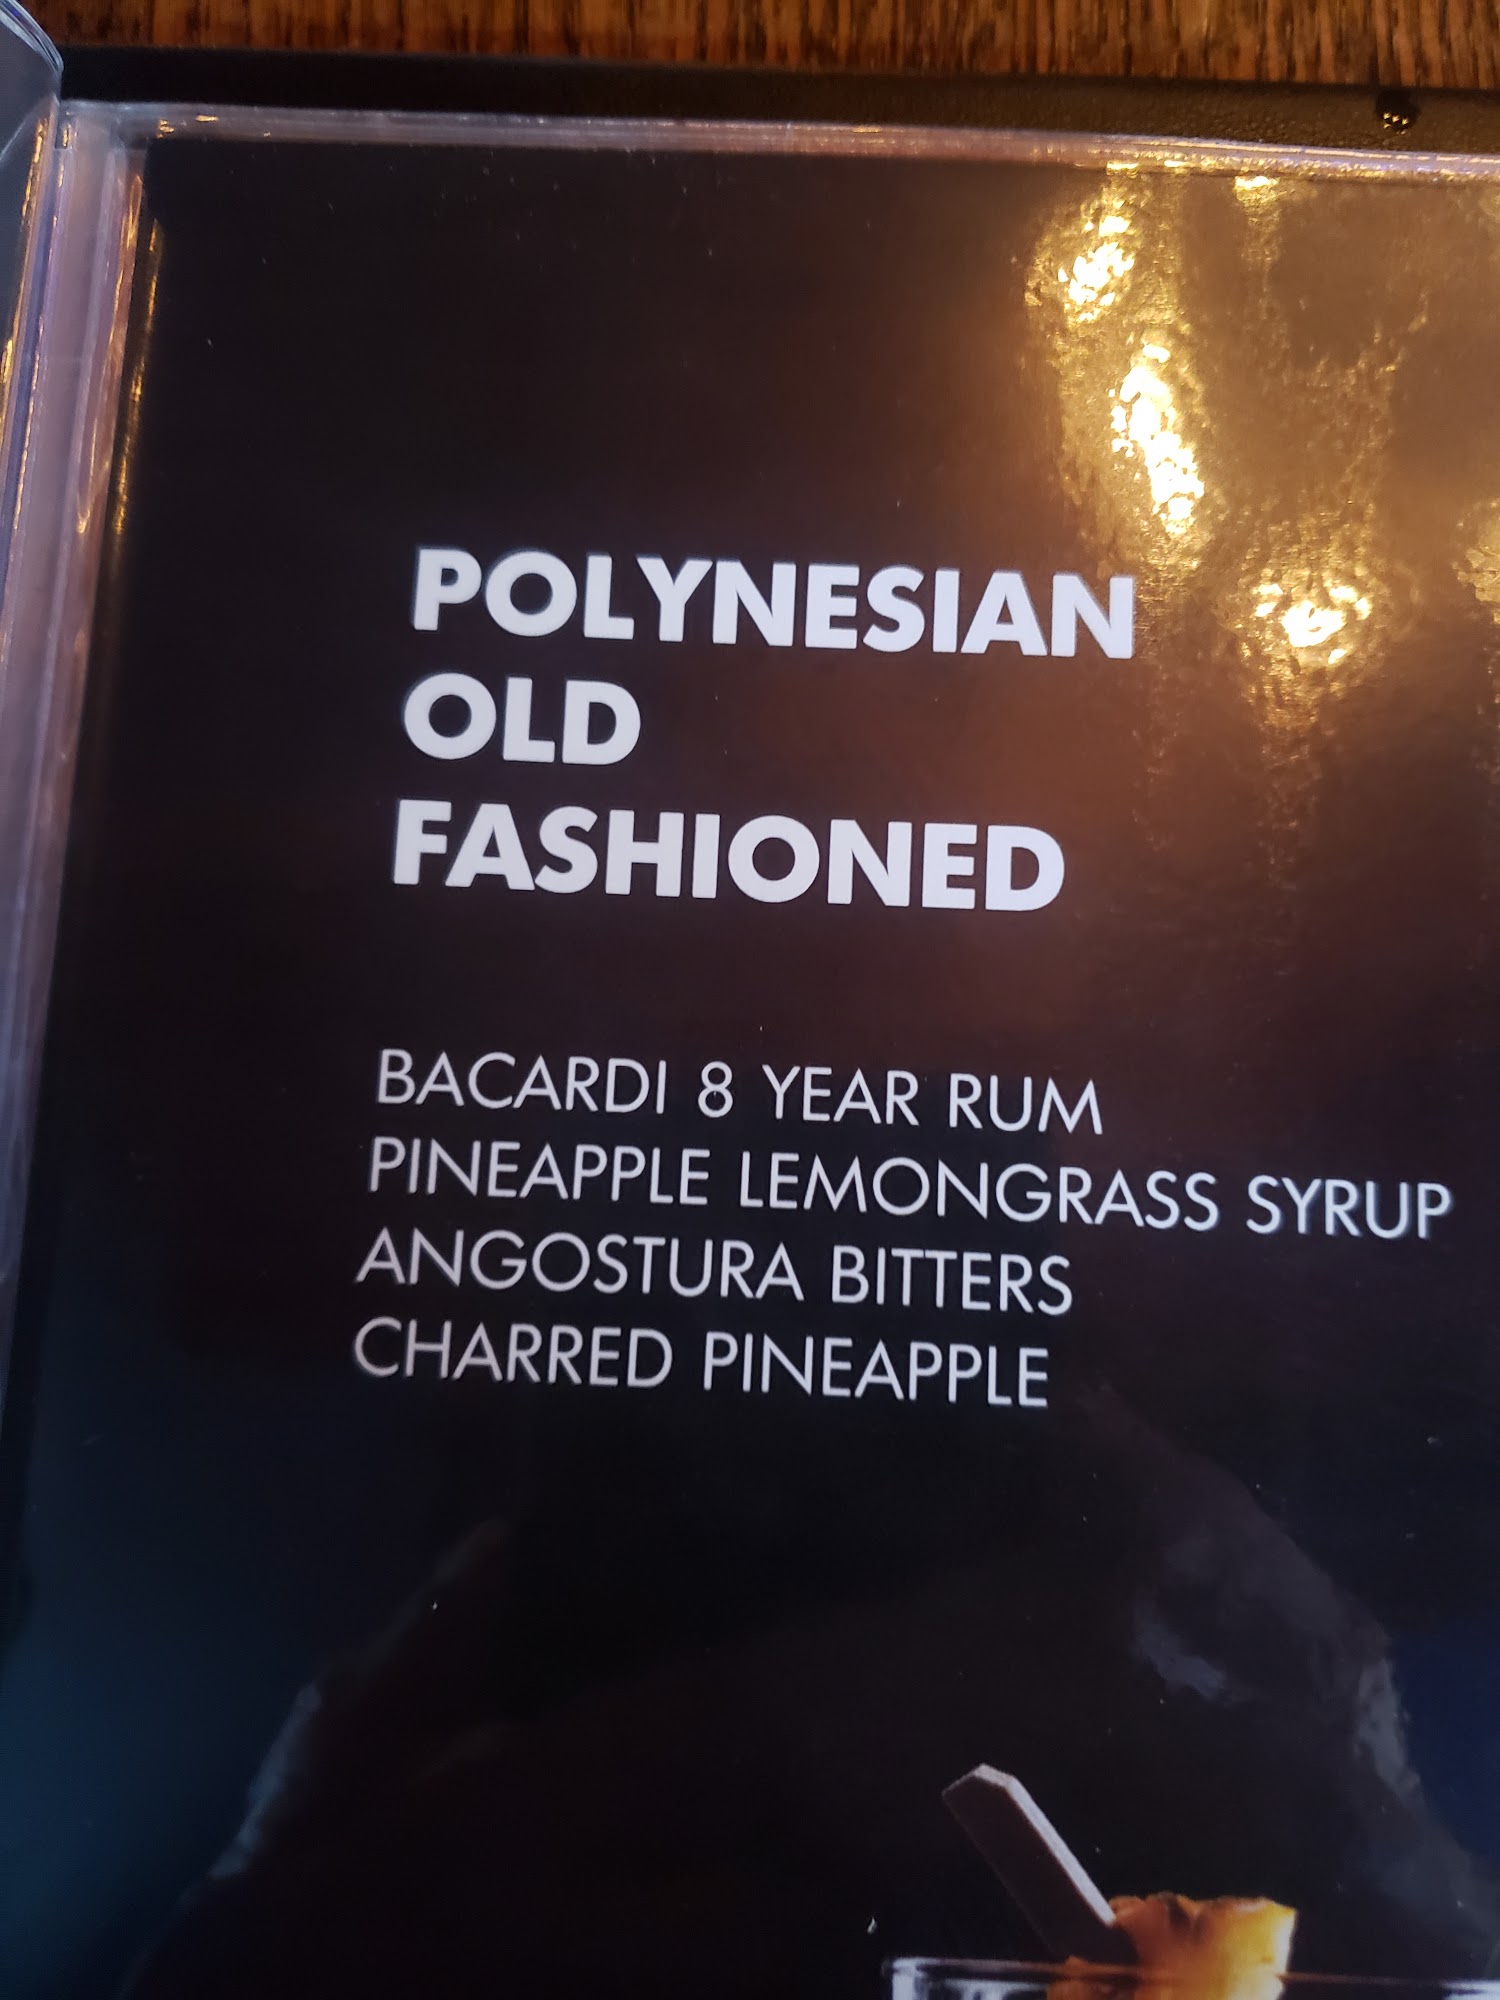 POLYNESIAN
OLD
FASHIONED
BACARDI 8 YEAR RUM
PINEAPPLE LEMONGRASS SYRUP
ANGOSTURA BITTERS
CHARRED PINEAPPLE